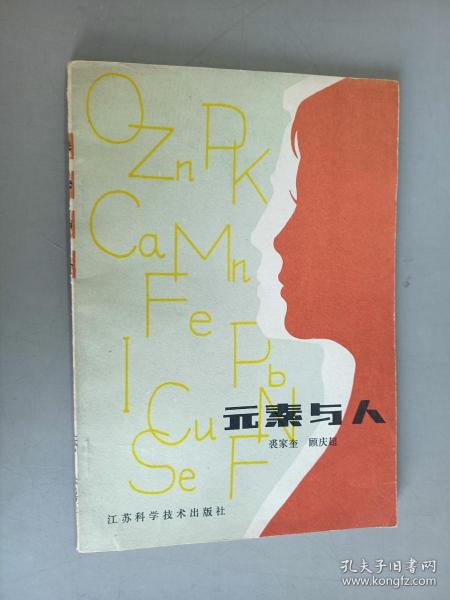 O Zn P K
Ca Mn
Fe
I Pb
Cu N
Se F
元素与人
裘家奎 顾庆超
江苏科学技术出版社
孔夫子旧书网
www.kongfz.com